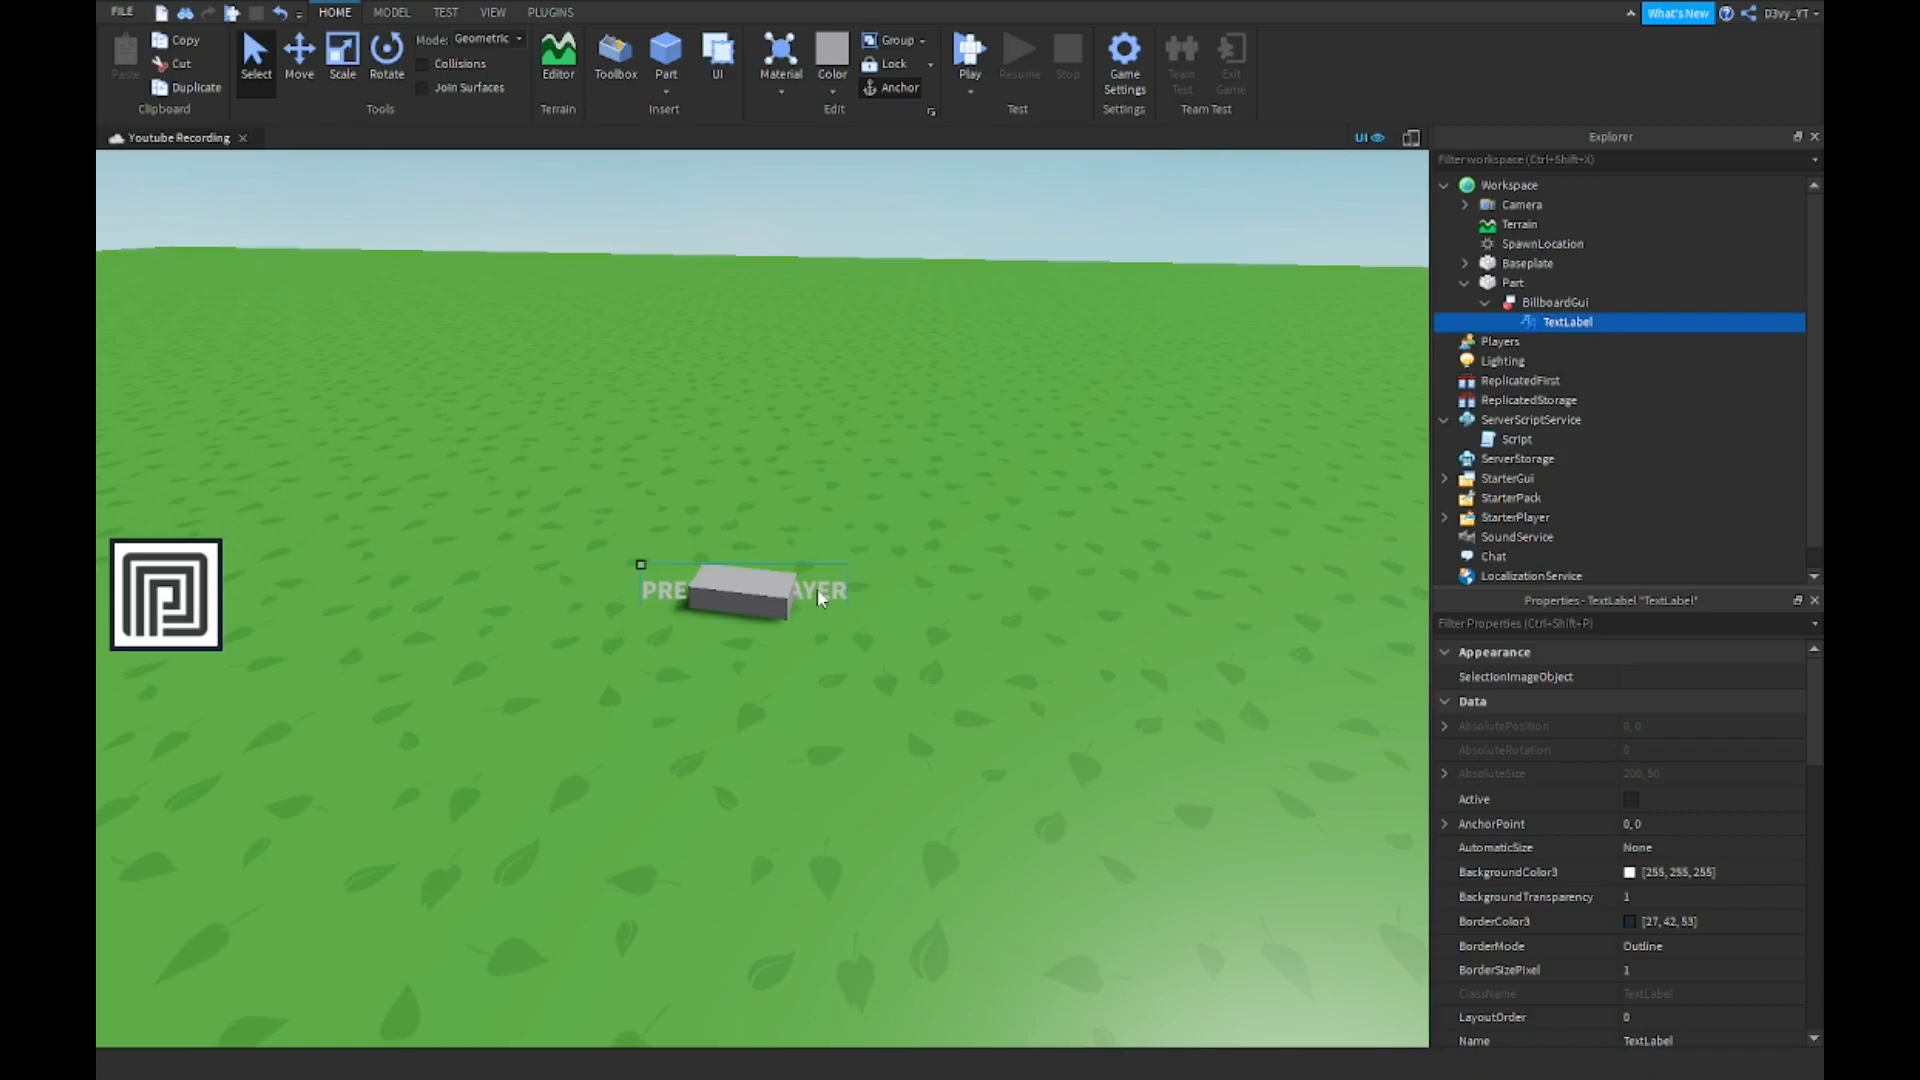 FILE HOME MODEL TEST VIEW PLUGINS What's New D3vy_YT
Paste Copy Cut Duplicate Clipboard
Select Move Scale Rotate Mode: Geometric Collisions Join Surfaces Tools
Editor Terrain
Toolbox Part UI Insert
Material Color Group Lock Anchor Edit
Play Resume Stop Test
Game Settings Settings
Team Test Exit Game Team Test
Youtube Recording UI
PRE AYER
Explorer
Filter workspace (Ctrl+Shift+X)
Workspace
Camera
Terrain
SpawnLocation
Baseplate
Part
BillboardGui
TextLabel
Players
Lighting
ReplicatedFirst
ReplicatedStorage
ServerScriptService
Script
ServerStorage
StarterGui
StarterPack
StarterPlayer
SoundService
Chat
LocalizationService
Properties - TextLabel "TextLabel"
Filter Properties (Ctrl+Shift+P)
Appearance
SelectionImageObject
Data
AbsolutePosition 0, 0
AbsoluteRotation 0
AbsoluteSize 200, 50
Active
AnchorPoint 0, 0
AutomaticSize None
BackgroundColor3 [255, 255, 255]
BackgroundTransparency 1
BorderColor3 [27, 42, 53]
BorderMode Outline
BorderSizePixel 1
ClassName TextLabel
LayoutOrder 0
Name TextLabel